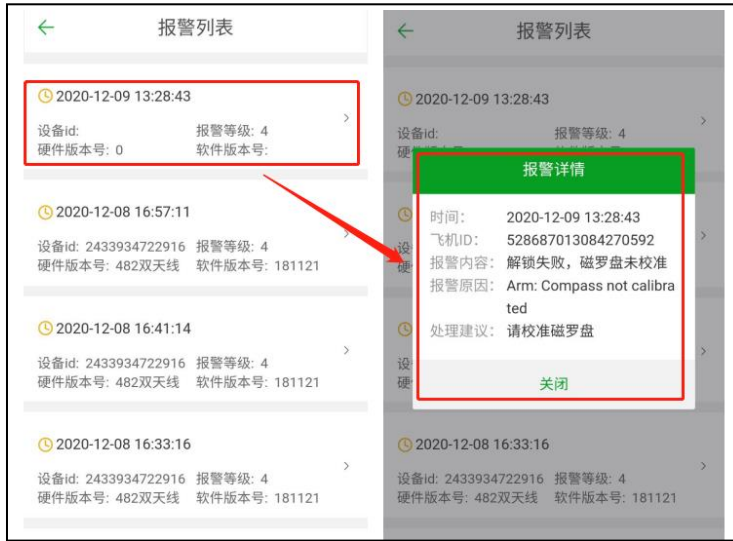 报警列表
2020-12-09 13:28:43
设备id: 报警等级: 4
硬件版本号: 0 软件版本号:
2020-12-08 16:57:11
设备id: 2433934722916 报警等级: 4
硬件版本号: 482双天线 软件版本号: 181121
2020-12-08 16:41:14
设备id: 2433934722916 报警等级: 4
硬件版本号: 482双天线 软件版本号: 181121
2020-12-08 16:33:16
设备id: 2433934722916 报警等级: 4
硬件版本号: 482双天线 软件版本号: 181121
报警列表
2020-12-09 13:28:43
设备id: 报警等级: 4
报警详情
时间: 2020-12-09 13:28:43
飞机ID: 528687013084270592
报警内容: 解锁失败，磁罗盘未校准
报警原因: Arm: Compass not calibra
ted
处理建议: 请校准磁罗盘
关闭
2020-12-08 16:33:16
设备id: 2433934722916 报警等级: 4
硬件版本号: 482双天线 软件版本号: 181121